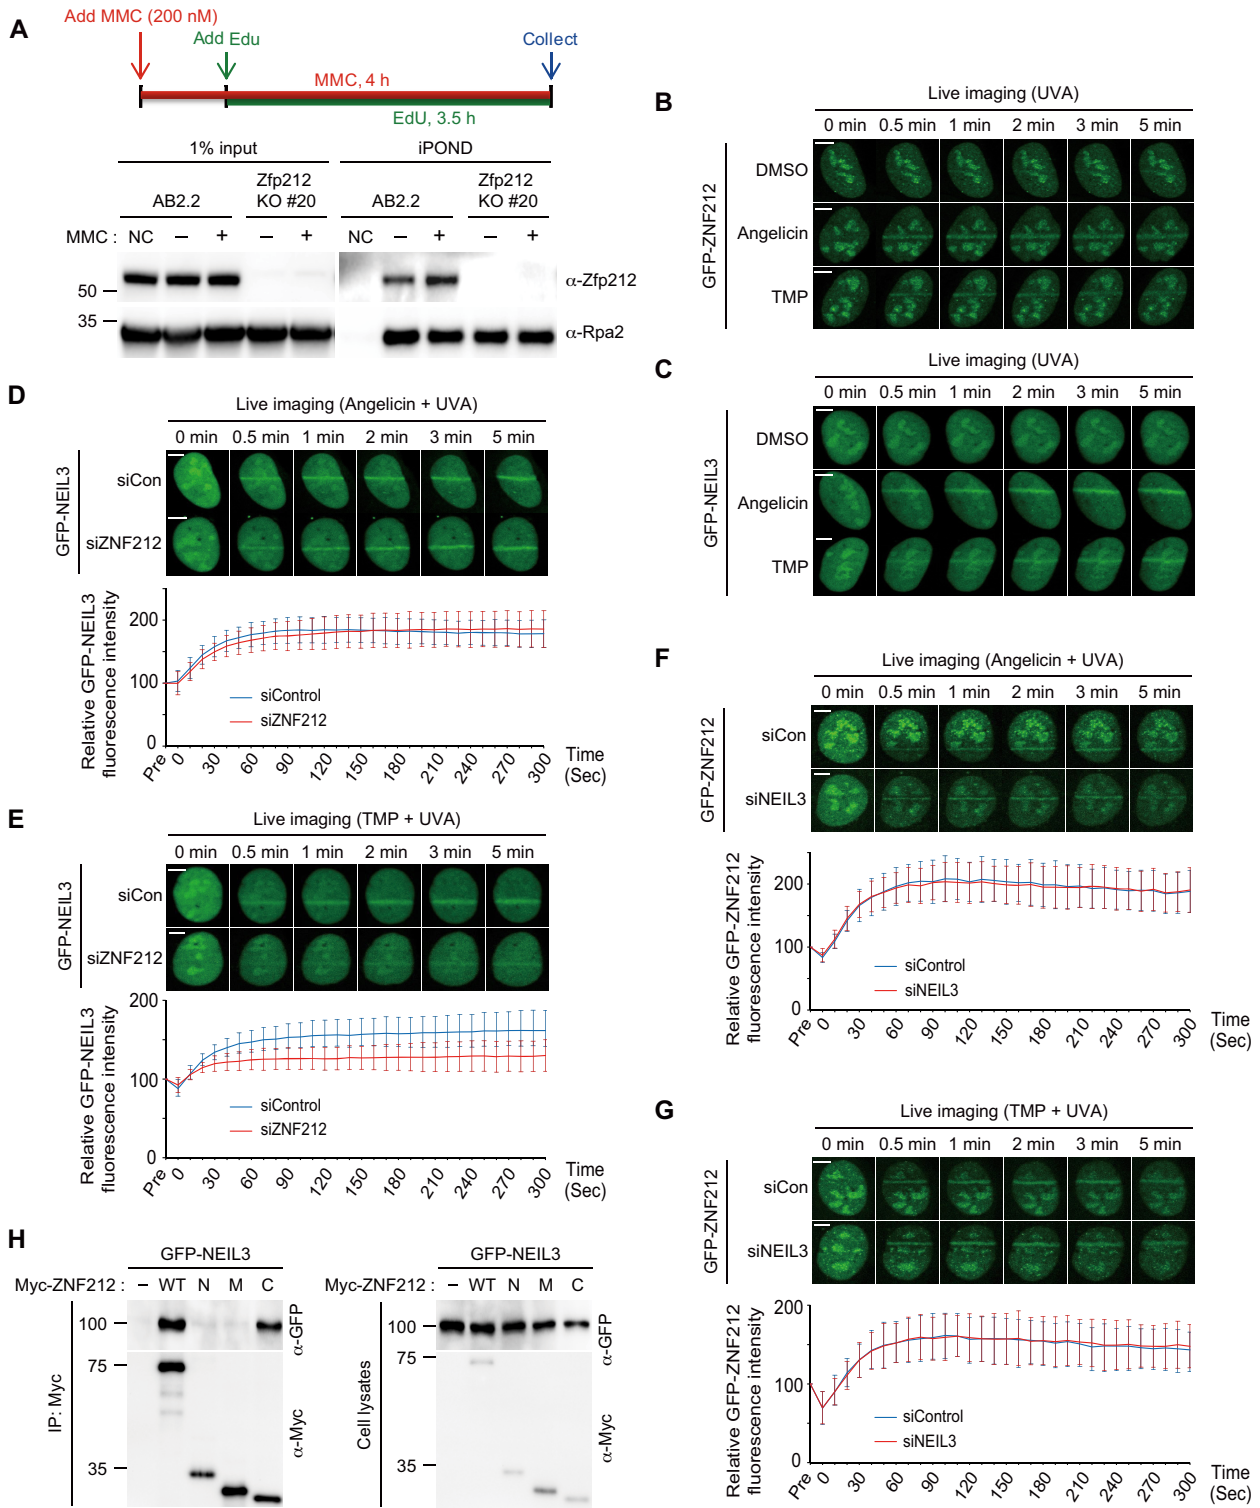 A
Add MMC (200 nM)
Add Edu
Collect
MMC, 4 h
EdU, 3.5 h
1% input
iPOND
AB2.2
Zfp212
KO #20
AB2.2
Zfp212
KO #20
MMC : NC – + – + NC – + – +
50
α-Zfp212
35
α-Rpa2
B
Live imaging (UVA)
0 min 0.5 min 1 min 2 min 3 min 5 min
GFP-ZNF212
DMSO
Angelicin
TMP
C
Live imaging (UVA)
0 min 0.5 min 1 min 2 min 3 min 5 min
GFP-NEIL3
DMSO
Angelicin
TMP
D
Live imaging (Angelicin + UVA)
0 min 0.5 min 1 min 2 min 3 min 5 min
GFP-NEIL3
siCon
siZNF212
Relative GFP-NEIL3
fluorescence intensity
200
100
0
siControl
siZNF212
Pre 0 30 60 90 120 150 180 210 240 270 300
Time
(Sec)
E
Live imaging (TMP + UVA)
0 min 0.5 min 1 min 2 min 3 min 5 min
GFP-NEIL3
siCon
siZNF212
Relative GFP-NEIL3
fluorescence intensity
200
100
0
siControl
siZNF212
Pre 0 30 60 90 120 150 180 210 240 270 300
Time
(Sec)
F
Live imaging (Angelicin + UVA)
0 min 0.5 min 1 min 2 min 3 min 5 min
GFP-ZNF212
siCon
siNEIL3
Relative GFP-ZNF212
fluorescence intensity
200
100
0
siControl
siNEIL3
Pre 0 30 60 90 120 150 180 210 240 270 300
Time
(Sec)
G
Live imaging (TMP + UVA)
0 min 0.5 min 1 min 2 min 3 min 5 min
GFP-ZNF212
siCon
siNEIL3
Relative GFP-ZNF212
fluorescence intensity
200
100
0
siControl
siNEIL3
Pre 0 30 60 90 120 150 180 210 240 270 300
Time
(Sec)
H
GFP-NEIL3
Myc-ZNF212 : – WT N M C
IP: Myc
100
75
35
α-GFP
α-Myc
GFP-NEIL3
Myc-ZNF212 : – WT N M C
Cell lysates
100
75
35
α-GFP
α-Myc